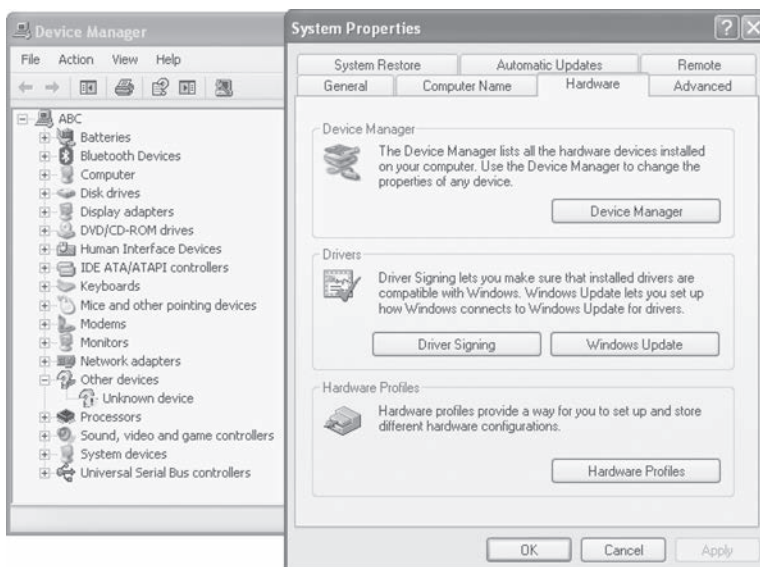 Device Manager
File Action View Help
ABC
Batteries
Bluetooth Devices
Computer
Disk drives
Display adapters
DVD/CD-ROM drives
Human Interface Devices
IDE ATA/ATAPI controllers
Keyboards
Mice and other pointing devices
Modems
Monitors
Network adapters
Other devices
Unknown device
Processors
Sound, video and game controllers
System devices
Universal Serial Bus controllers
System Properties
System Restore Automatic Updates Remote
General Computer Name Hardware Advanced
Device Manager
The Device Manager lists all the hardware devices installed
on your computer. Use the Device Manager to change the
properties of any device.
Device Manager
Drivers
Driver Signing lets you make sure that installed drivers are
compatible with Windows. Windows Update lets you set up
how Windows connects to Windows Update for drivers.
Driver Signing Windows Update
Hardware Profiles
Hardware profiles provide a way for you to set up and store
different hardware configurations.
Hardware Profiles
OK Cancel Apply